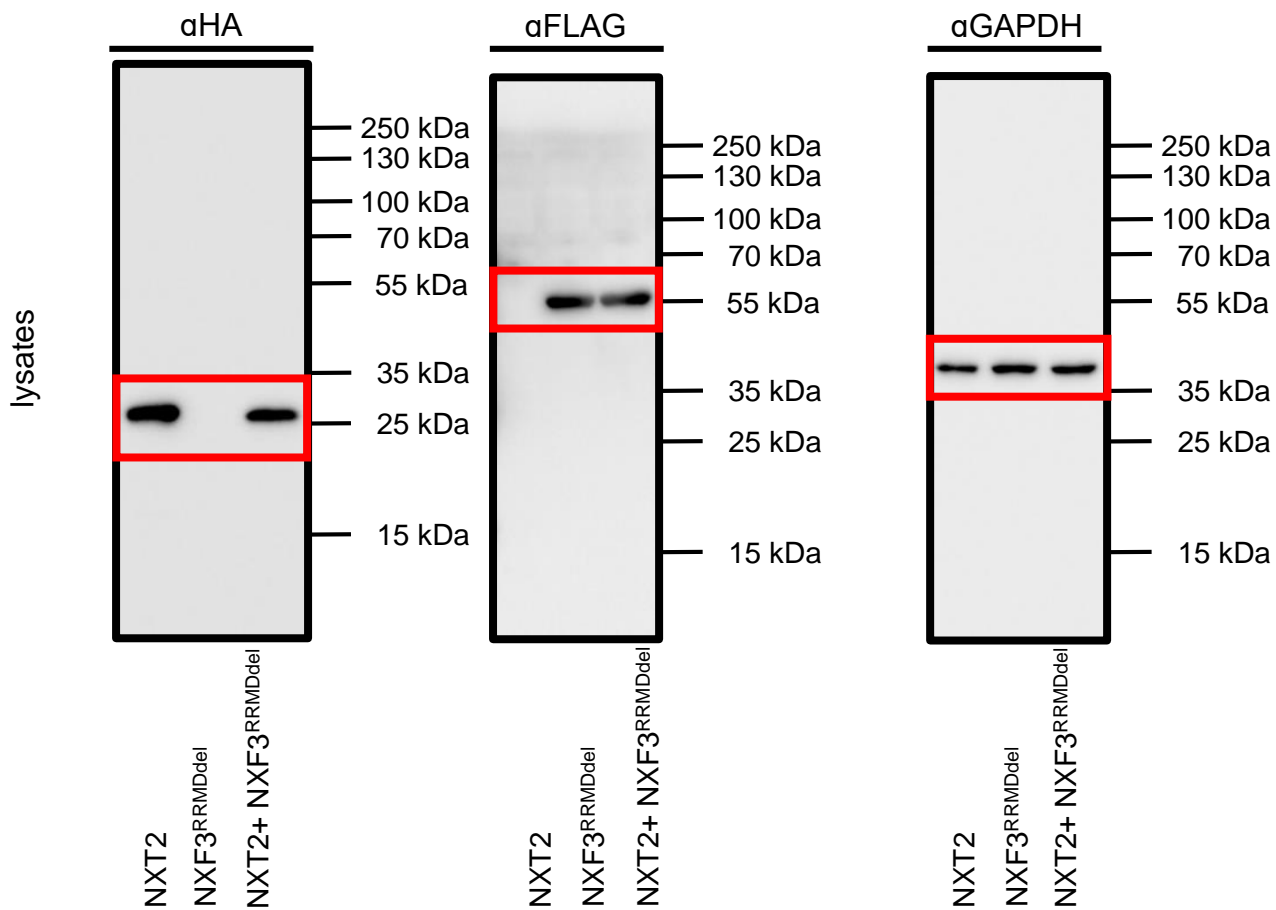 αHA
αFLAG
αGAPDH
250 kDa
130 kDa
100 kDa
70 kDa
55 kDa
35 kDa
25 kDa
15 kDa
250 kDa
130 kDa
100 kDa
70 kDa
55 kDa
35 kDa
25 kDa
15 kDa
250 kDa
130 kDa
100 kDa
70 kDa
55 kDa
35 kDa
25 kDa
15 kDa
lysates
NXT2
NXF3RRMDdel
NXT2+ NXF3RRMDdel
NXT2
NXF3RRMDdel
NXT2+ NXF3RRMDdel
NXT2
NXF3RRMDdel
NXT2+ NXF3RRMDdel